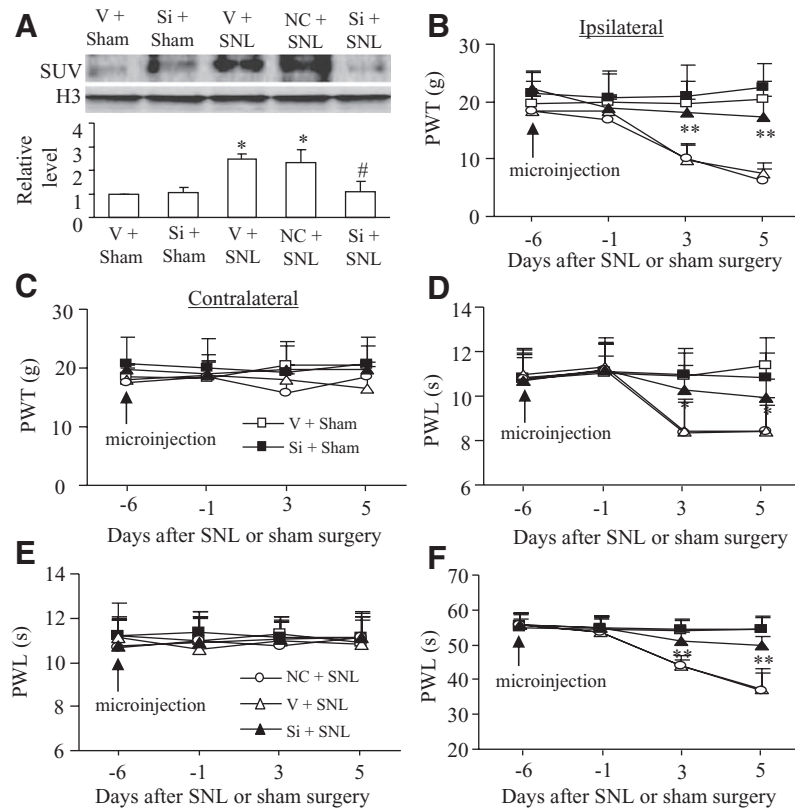 A
V + Sham
Si + Sham
V + SNL
NC + SNL
Si + SNL
SUV
H3
Relative level
4
3
2
1
0
* * #
V + Sham
Si + Sham
V + SNL
NC + SNL
Si + SNL
B
Ipsilateral
PWT (g)
30
20
10
0
microinjection
** **
-6 -1 3 5
Days after SNL or sham surgery
C
Contralateral
PWT (g)
30
20
10
0
microinjection
V + Sham
Si + Sham
-6 -1 3 5
Days after SNL or sham surgery
D
PWL (s)
14
12
10
8
6
microinjection
* *
-6 -1 3 5
Days after SNL or sham surgery
E
PWL (s)
14
12
10
8
6
microinjection
NC + SNL
V + SNL
Si + SNL
-6 -1 3 5
Days after SNL or sham surgery
F
PWL (s)
70
60
50
40
30
20
microinjection
** **
-6 -1 3 5
Days after SNL or sham surgery